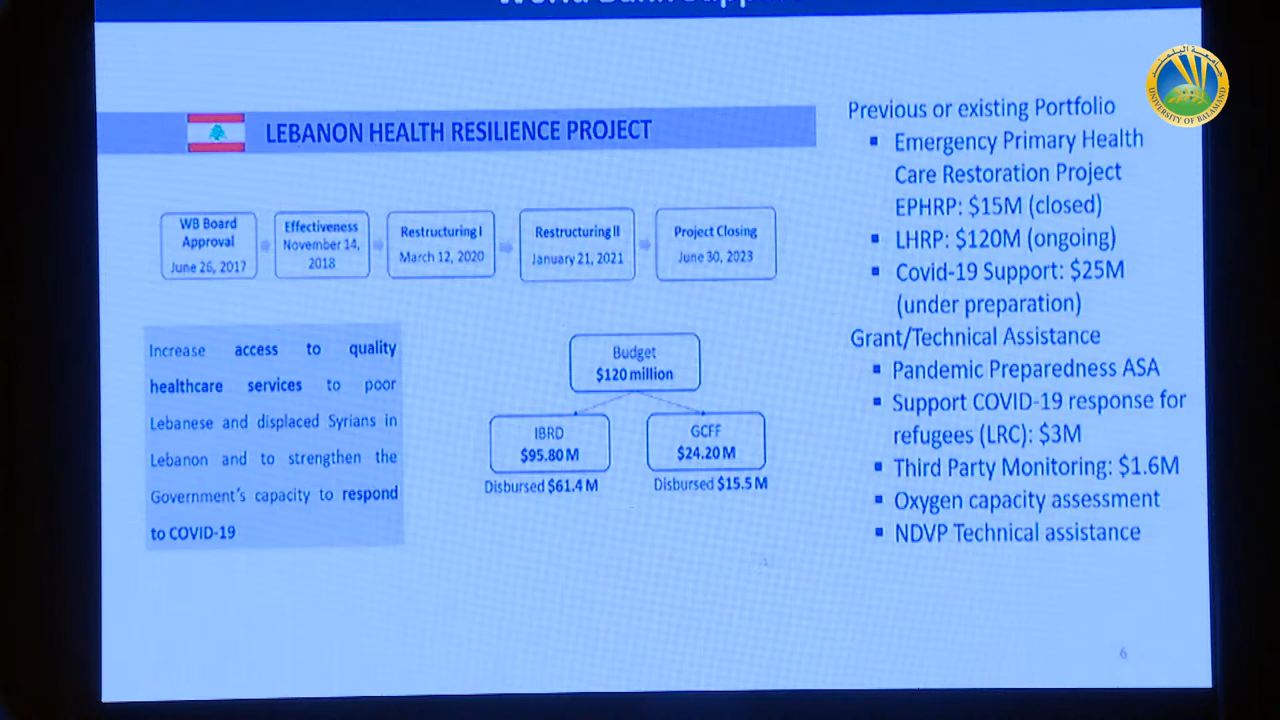 LEBANON HEALTH RESILIENCE PROJECT
WB Board
Approval
June 26, 2017
Effectiveness
November 14,
2018
Restructuring I
March 12, 2020
Restructuring II
January 21, 2021
Project Closing
June 30, 2023
Increase access to quality
healthcare services to poor
Lebanese and displaced Syrians in
Lebanon and to strengthen the
Government's capacity to respond
to COVID-19
Budget
$120 million
IBRD
$95.80 M
Disbursed $61.4 M
GCFF
$24.20 M
Disbursed $15.5 M
Previous or existing Portfolio
▪ Emergency Primary Health
Care Restoration Project
EPHRP: $15M (closed)
▪ LHRP: $120M (ongoing)
▪ Covid-19 Support: $25M
(under preparation)
Grant/Technical Assistance
▪ Pandemic Preparedness ASA
▪ Support COVID-19 response for
refugees (LRC): $3M
▪ Third Party Monitoring: $1.6M
▪ Oxygen capacity assessment
▪ NDVP Technical assistance
6
جامعة البلمند
UNIVERSITY OF BALAMAND